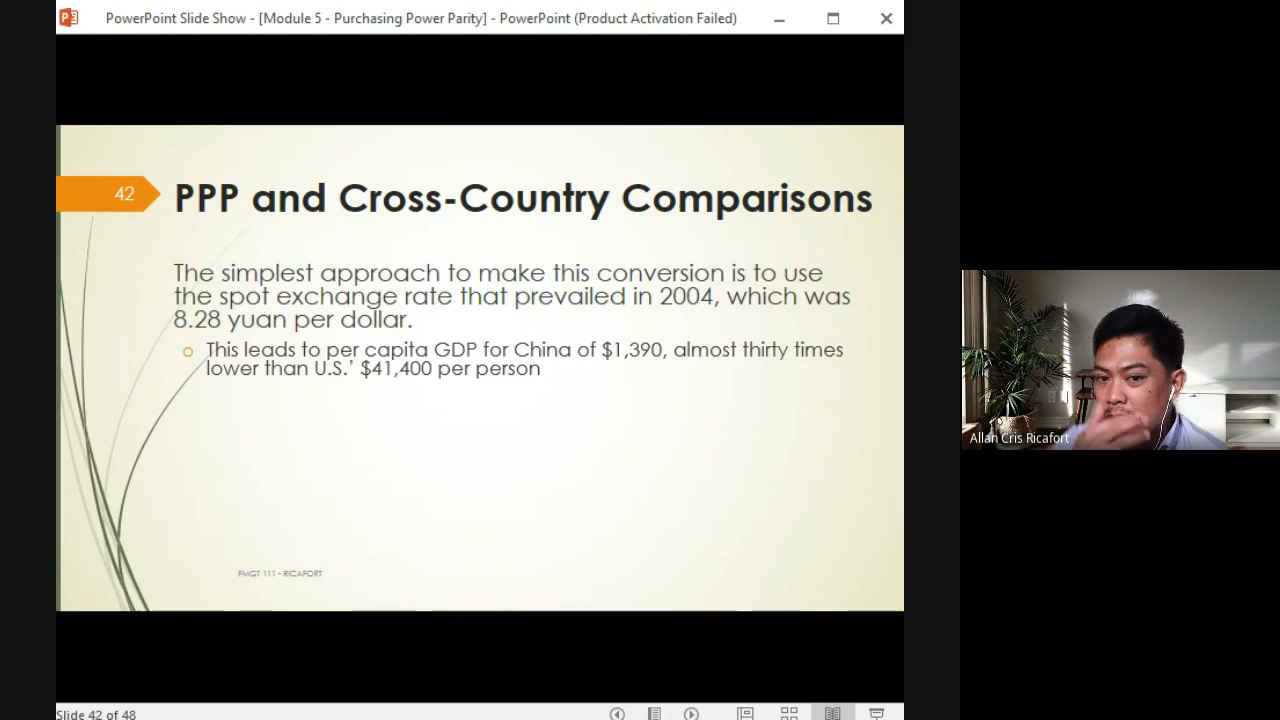 PowerPoint Slide Show - [Module 5 - Purchasing Power Parity] - PowerPoint (Product Activation Failed)
42
PPP and Cross-Country Comparisons
The simplest approach to make this conversion is to use
the spot exchange rate that prevailed in 2004, which was
8.28 yuan per dollar.
This leads to per capita GDP for China of $1,390, almost thirty times
lower than U.S.' $41,400 per person
FMGT 111 - RICAFORT
Allan Cris Ricafort
Slide 42 of 48